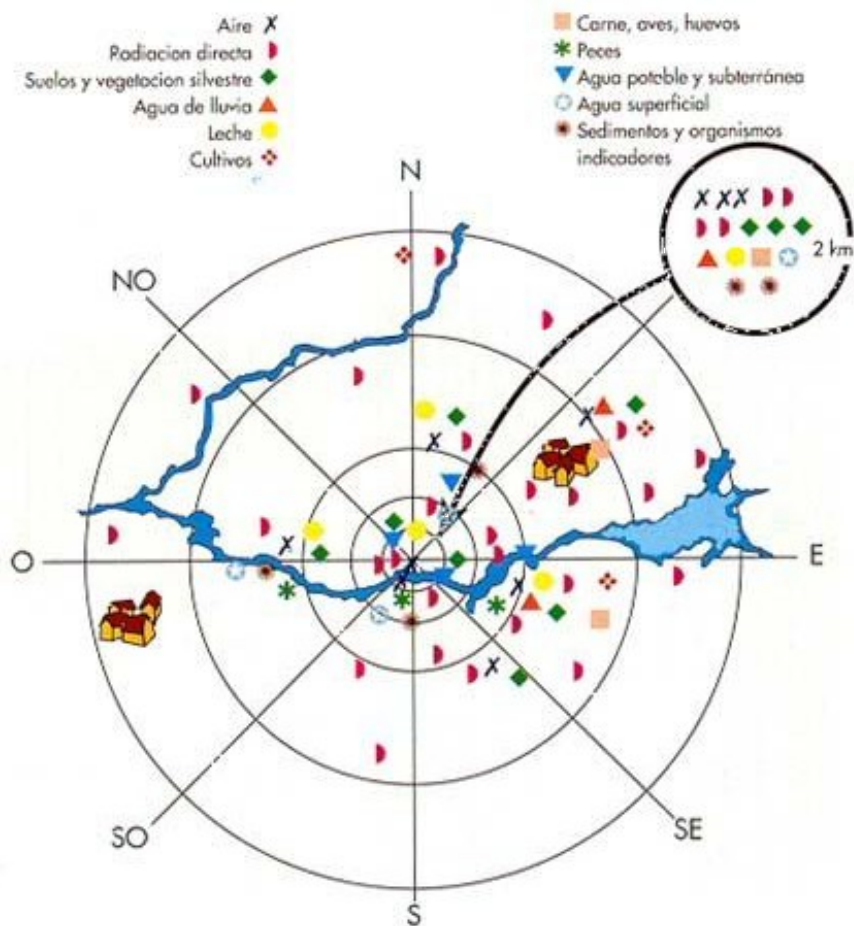 Aire
Radiacion directa
Suelos y vegetacion silvestre
Agua de lluvia
Leche
Cultivos
Carne, aves, huevos
Peces
Agua potable y subterránea
Agua superficial
Sedimentos y organismos
indicadores
2 km
N
NO
O
E
SO
SE
S